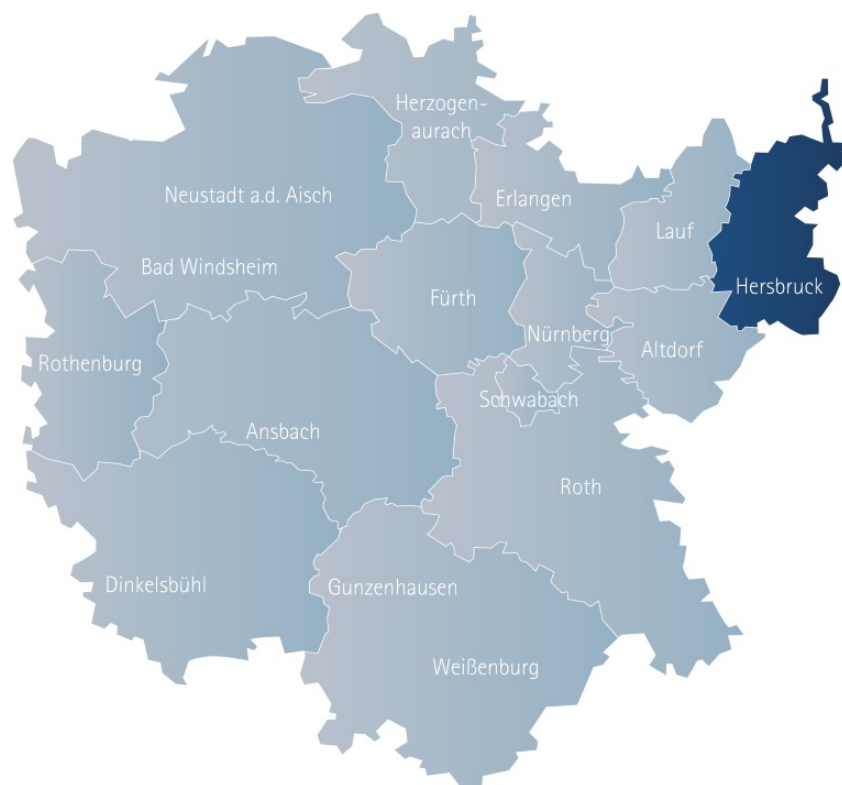 Herzogen-
aurach
Neustadt a.d. Aisch
Erlangen
Lauf
Bad Windsheim
Hersbruck
Fürth
Nürnberg
Altdorf
Rothenburg
Schwabach
Ansbach
Roth
Dinkelsbühl
Gunzenhausen
Weißenburg